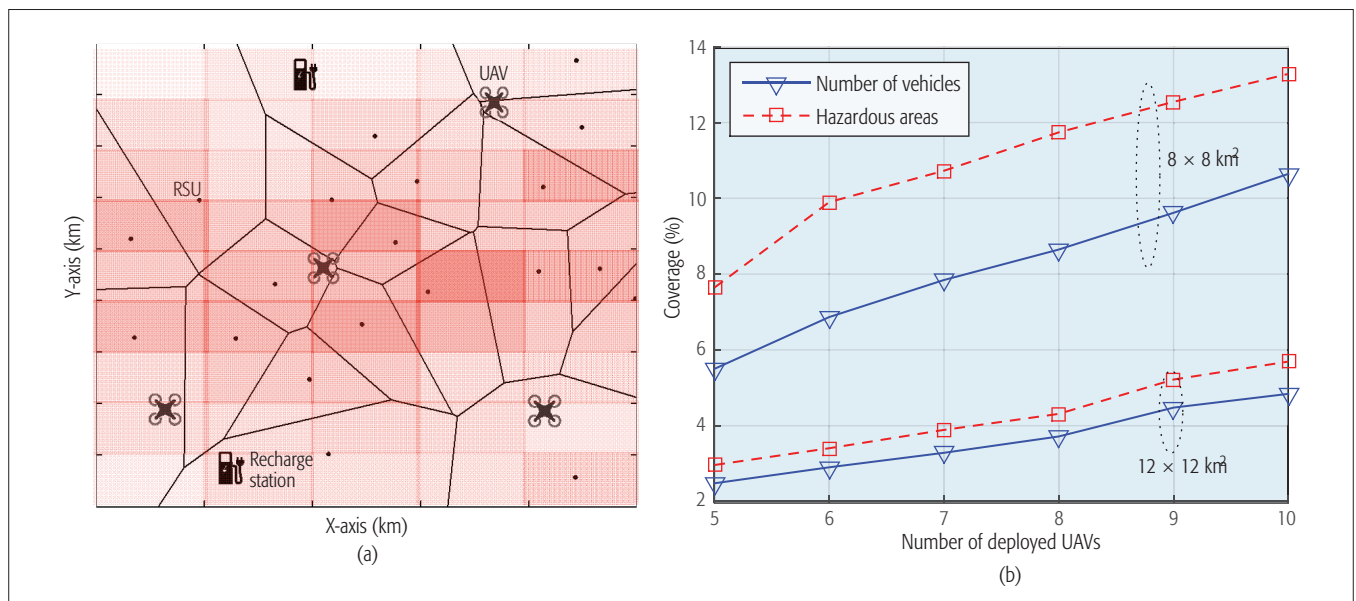 UAV
RSU
Recharge
station
Y-axis (km)
X-axis (km)
(a)
14
12
10
8
6
4
2
Coverage (%)
Number of vehicles
Hazardous areas
8 × 8 km²
12 × 12 km²
5 6 7 8 9 10
Number of deployed UAVs
(b)